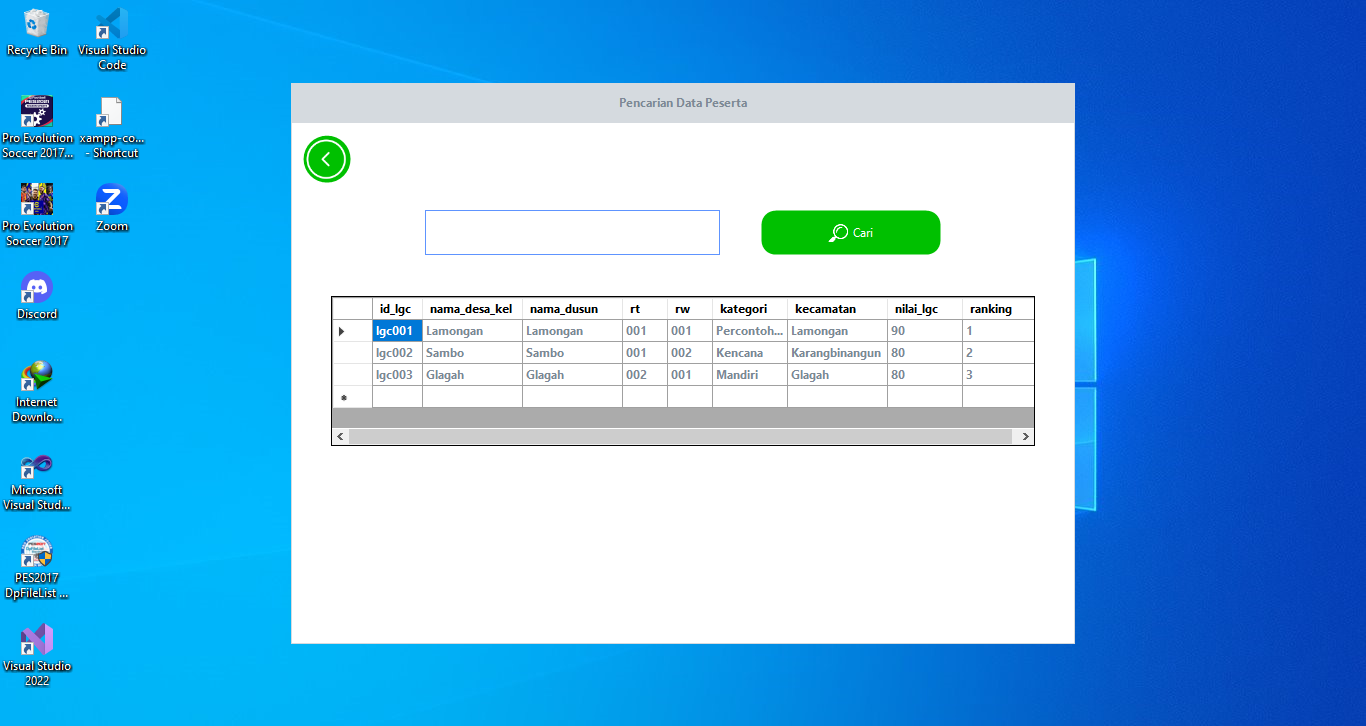 Recycle Bin
Visual Studio
Code
Pro Evolution
Soccer 2017...
xampp-co...
- Shortcut
Pro Evolution
Soccer 2017
Zoom
Discord
Internet
Downlo...
Microsoft
Visual Stud...
PES2017
DpFileList ...
Visual Studio
2022
Pencarian Data Peserta
Cari
id_lgc nama_desa_kel nama_dusun rt rw kategori kecamatan nilai_lgc ranking
lgc001 Lamongan Lamongan 001 001 Percontoh... Lamongan 90 1
lgc002 Sambo Sambo 001 002 Kencana Karangbinangun 80 2
lgc003 Glagah Glagah 002 001 Mandiri Glagah 80 3